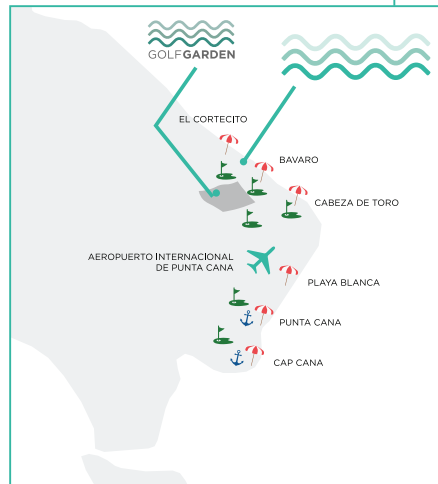 GOLFGARDEN
EL CORTECITO
BAVARO
CABEZA DE TORO
AEROPUERTO INTERNACIONAL
DE PUNTA CANA
PLAYA BLANCA
PUNTA CANA
CAP CANA